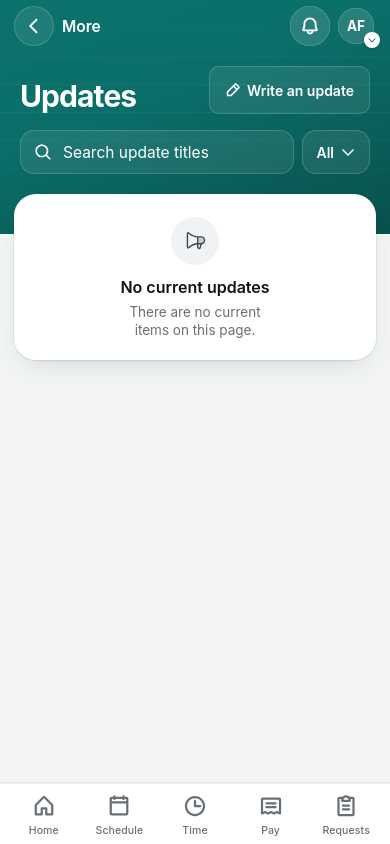 More
AF
Updates
Write an update
Search update titles
All
No current updates
There are no current
items on this page.
Home
Schedule
Time
Pay
Requests